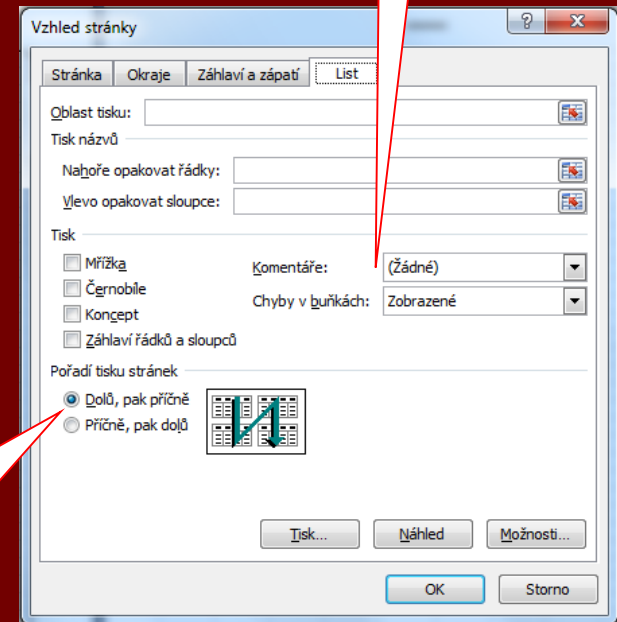 Vzhled stránky
Stránka Okraje Záhlaví a zápatí List
Oblast tisku:
Tisk názvů
Nahoře opakovat řádky:
Vlevo opakovat sloupce:
Tisk
Mřížka
Černobíle
Koncept
Záhlaví řádků a sloupců
Komentáře: (Žádné)
Chyby v buňkách: Zobrazené
Pořadí tisku stránek
Dolů, pak příčně
Příčně, pak dolů
Tisk... Náhled Možnosti...
OK Storno